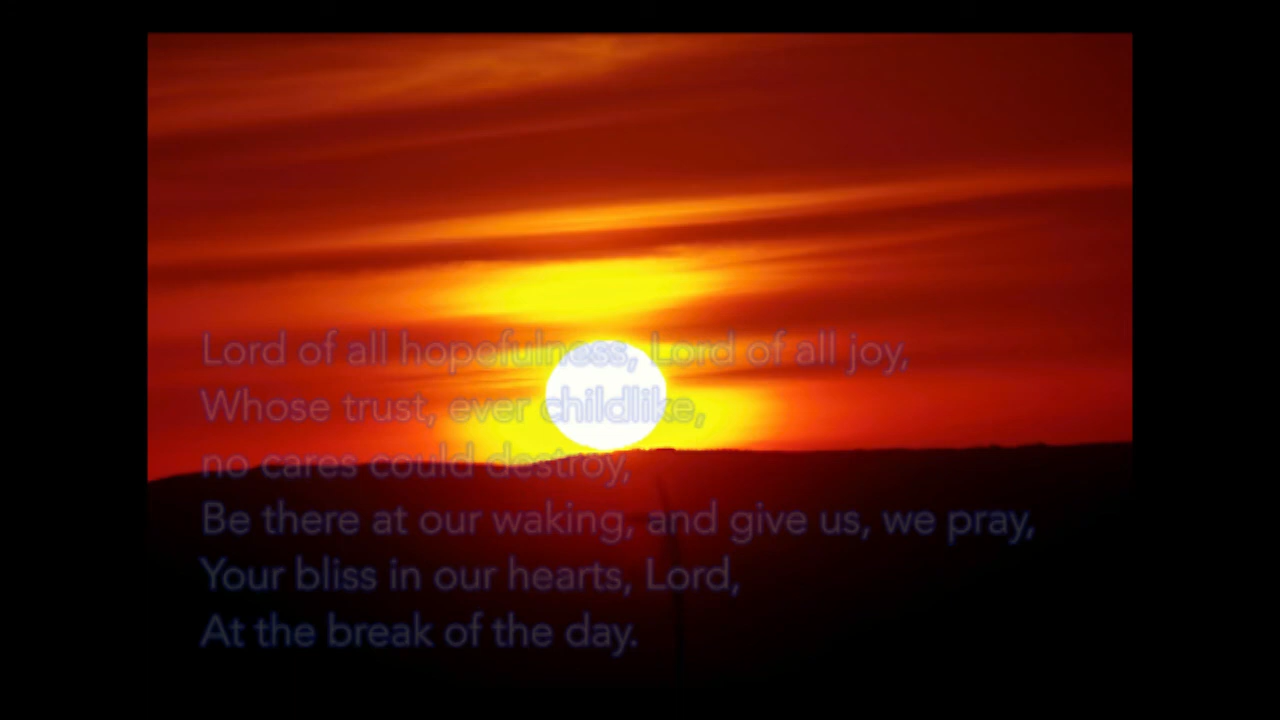 Lord of all hopefulness, Lord of all joy,
Whose trust, ever childlike,
no cares could destroy,
Be there at our waking, and give us, we pray,
Your bliss in our hearts, Lord,
At the break of the day.